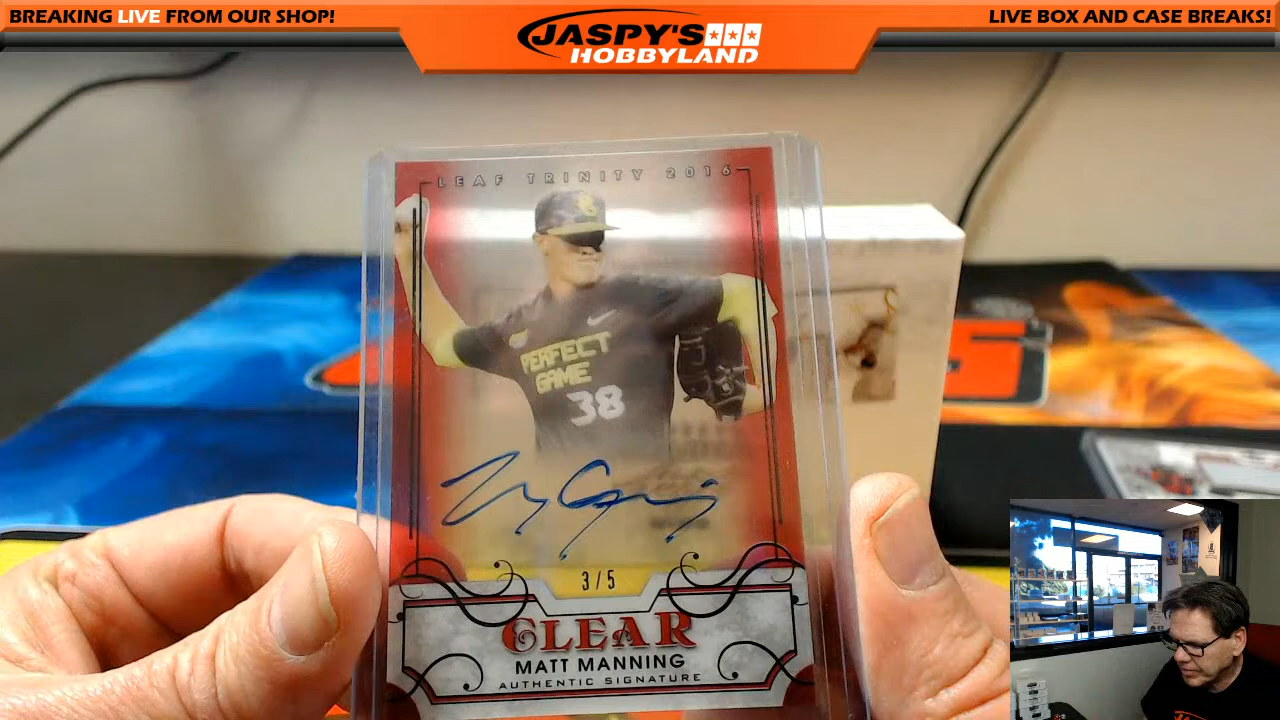 BREAKING LIVE FROM OUR SHOP!
JASPY'S
HOBBYLAND
LIVE BOX AND CASE BREAKS!
LEAF TRINITY 2016
PERFECT
GAME
38
3/5
CLEAR
MATT MANNING
AUTHENTIC SIGNATURE